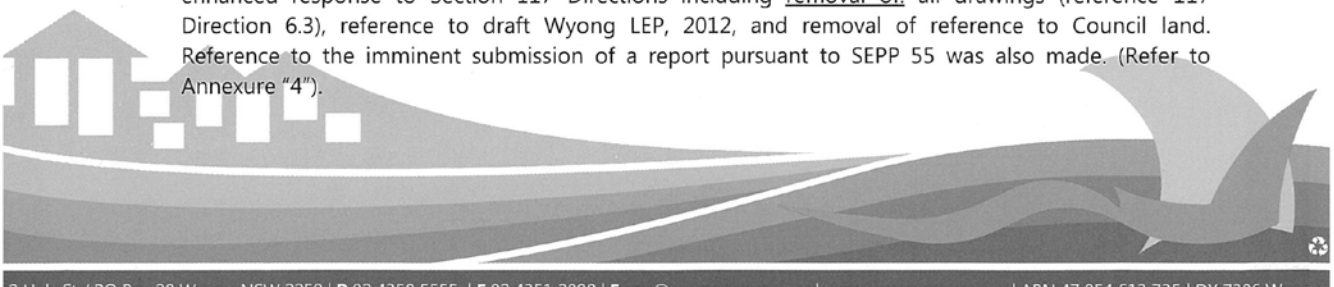 enhanced response to Section 117 Directions including removal of: all drawings (reference 117
Direction 6.3), reference to draft Wyong LEP, 2012, and removal of reference to Council land.
Reference to the imminent submission of a report pursuant to SEPP 55 was also made. (Refer to
Annexure "4").